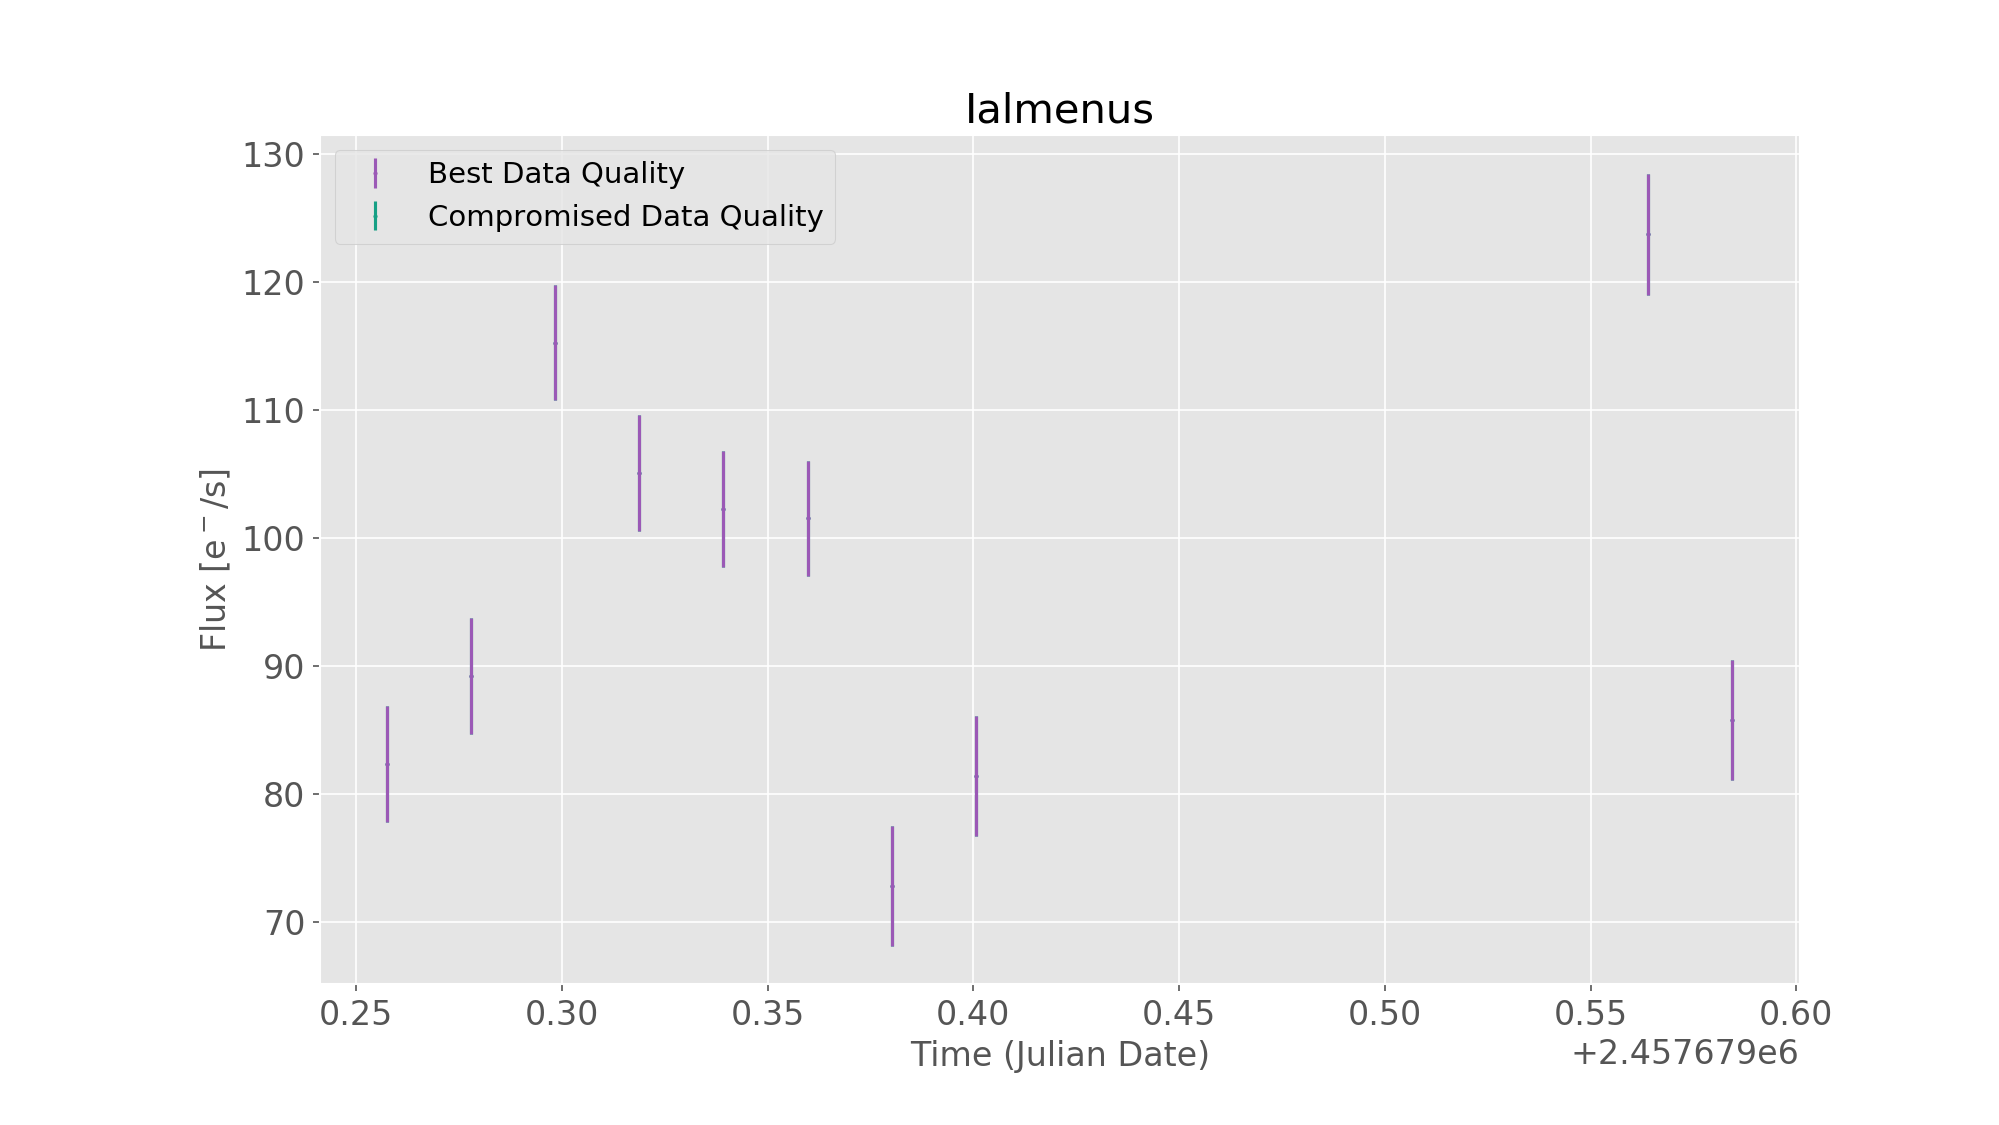 Ialmenus
Best Data Quality
Compromised Data Quality
130
120
110
100
90
80
70
Flux [e⁻/s]
0.25 0.30 0.35 0.40 0.45 0.50 0.55 0.60
Time (Julian Date)
+2.457679e6